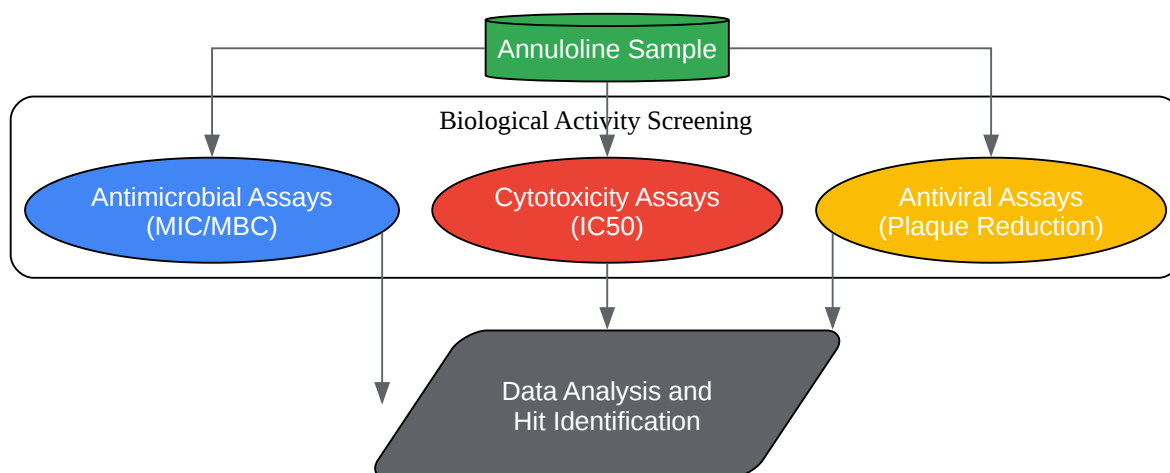 Annuloline Sample
Biological Activity Screening
Antimicrobial Assays
(MIC/MBC)
Cytotoxicity Assays
(IC50)
Antiviral Assays
(Plaque Reduction)
Data Analysis and
Hit Identification